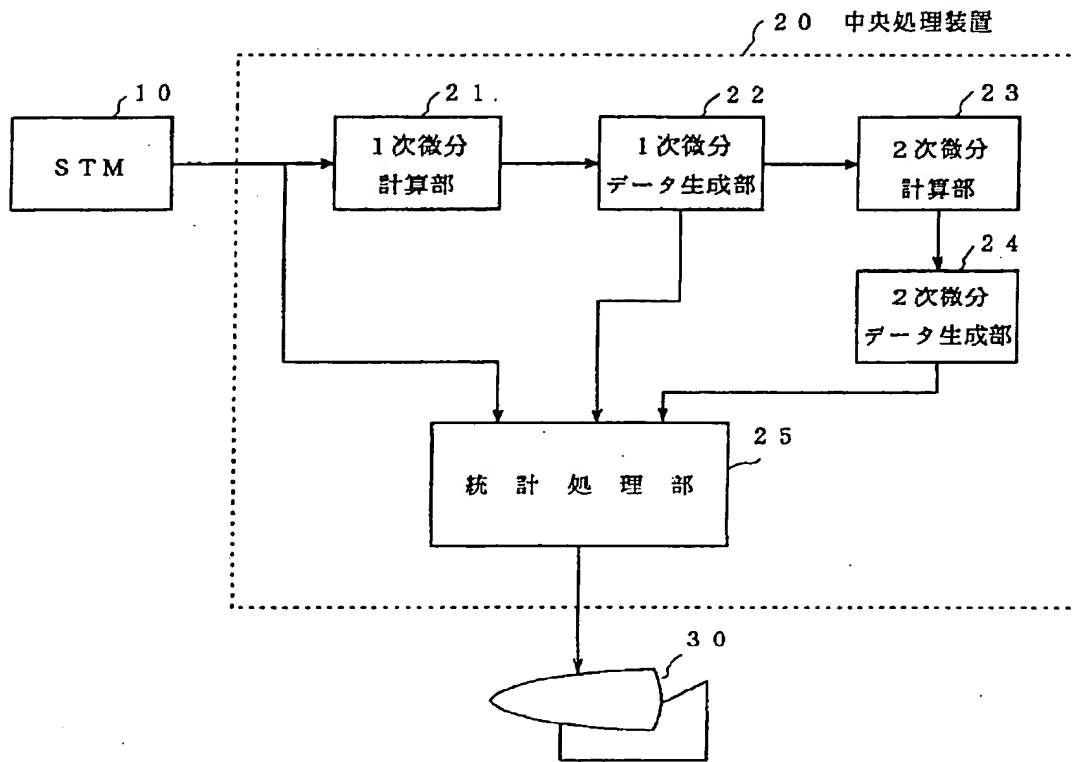 ２０ 中央処理装置
１０
２１.
２２
２３
ＳＴＭ
１次微分
計算部
１次微分
データ生成部
２次微分
計算部
２４
２次微分
データ生成部
２５
統計処理部
３０